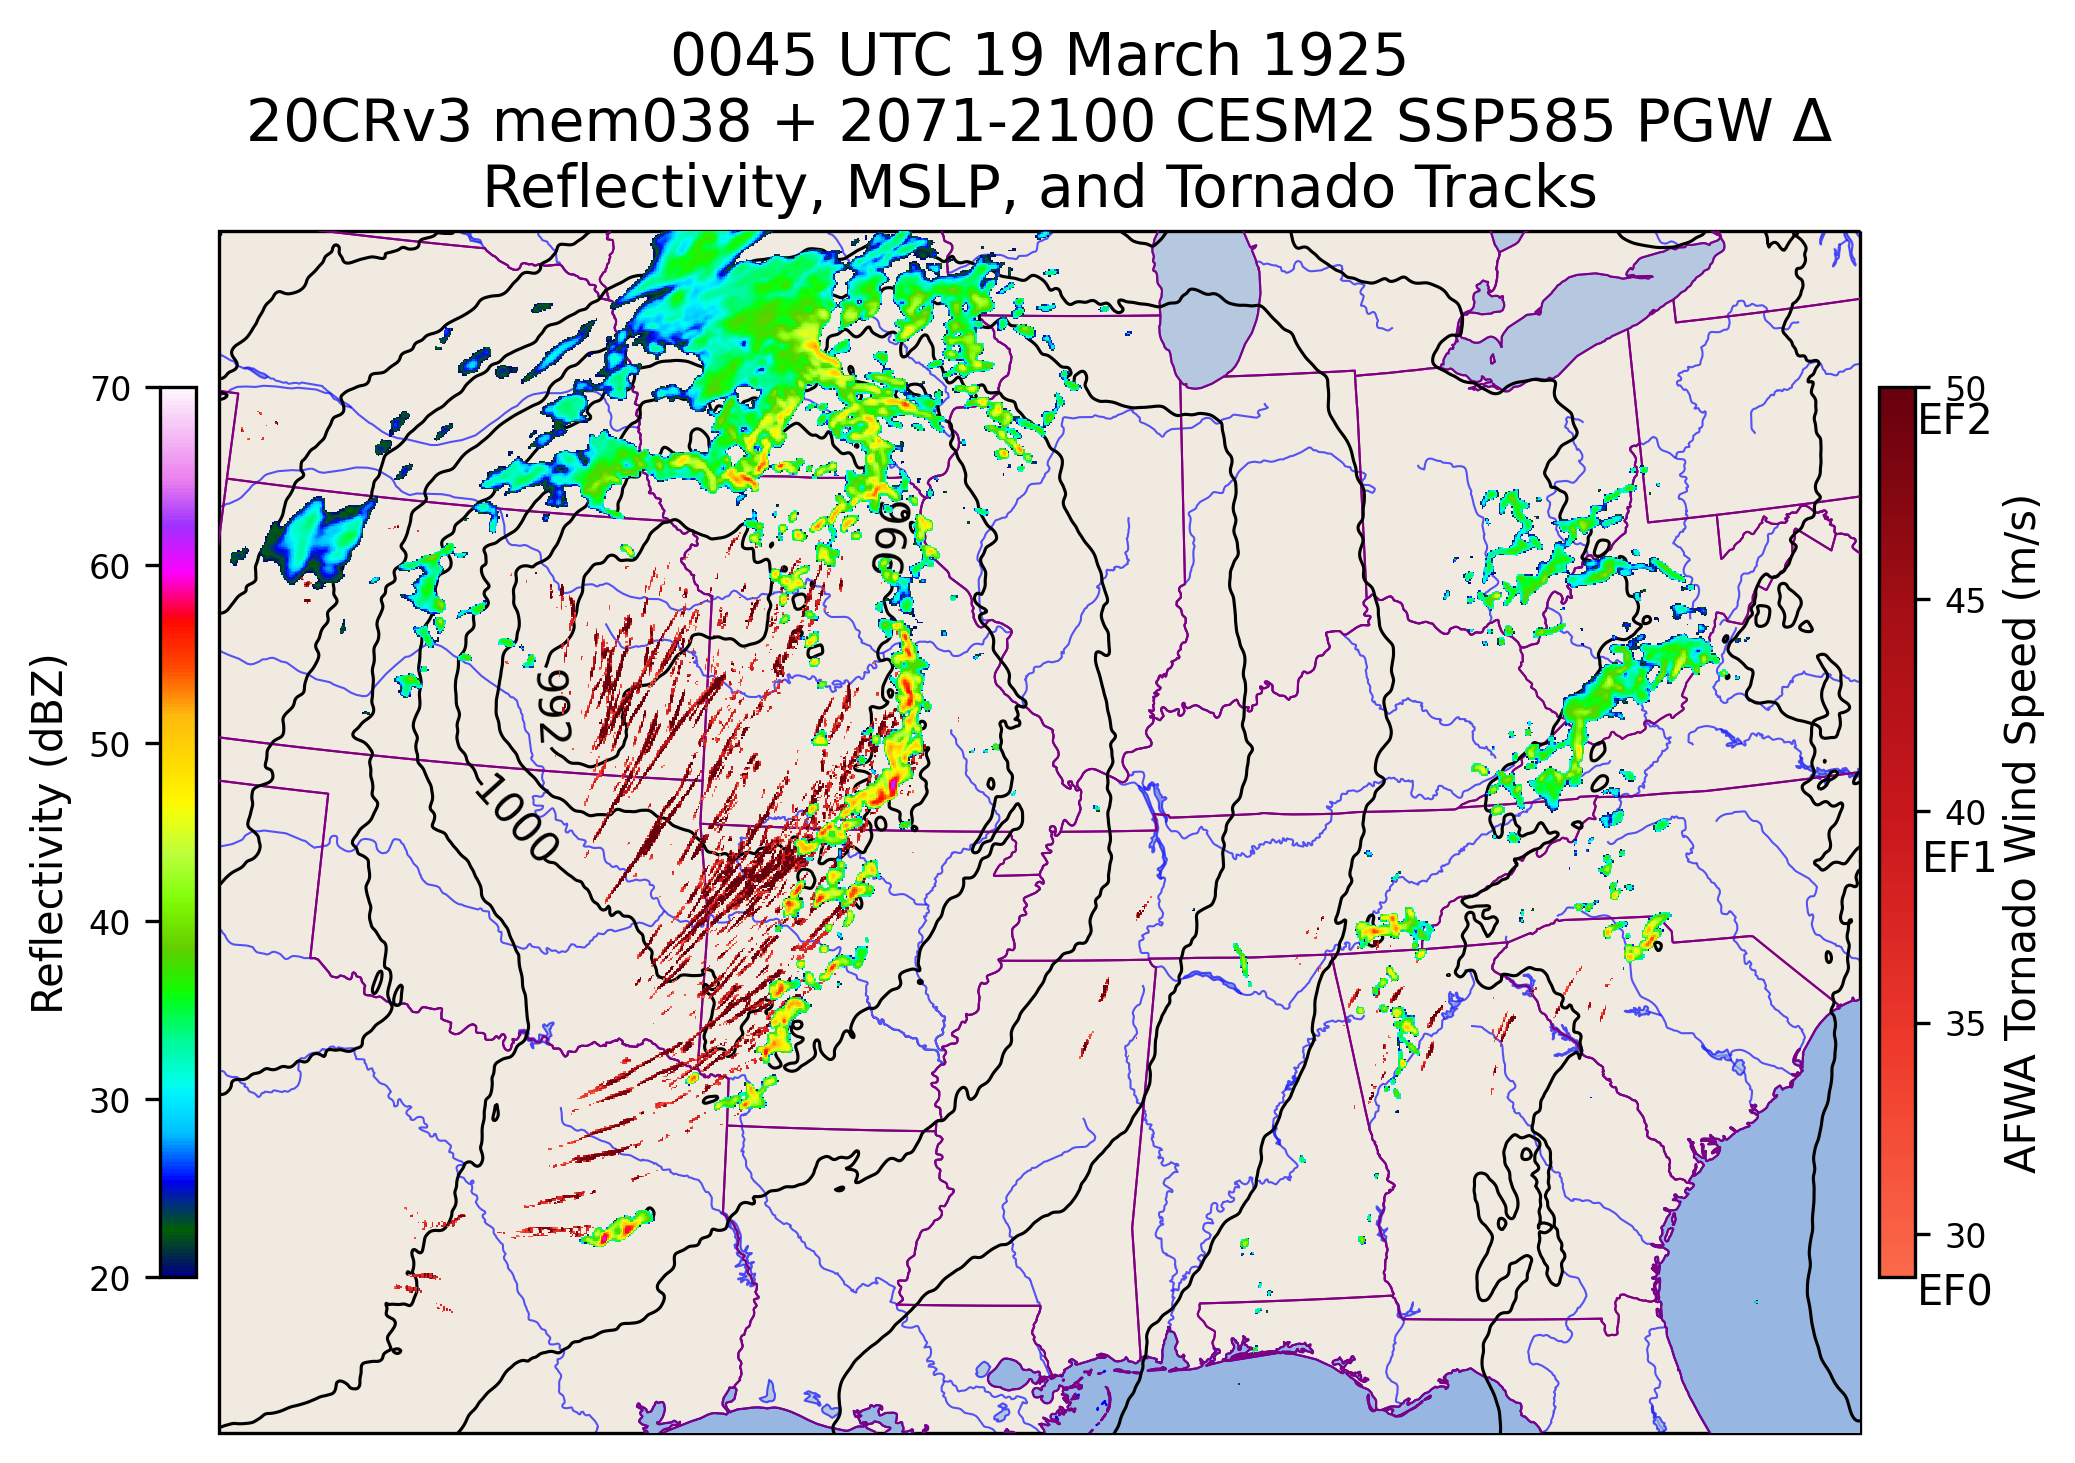 0045 UTC 19 March 1925
20CRv3 mem038 + 2071-2100 CESM2 SSP585 PGW Δ
Reflectivity, MSLP, and Tornado Tracks
70
60
50
40
30
20
Reflectivity (dBZ)
996
992
1000
50
EF2
45
40
EF1
35
30
EF0
AFWA Tornado Wind Speed (m/s)